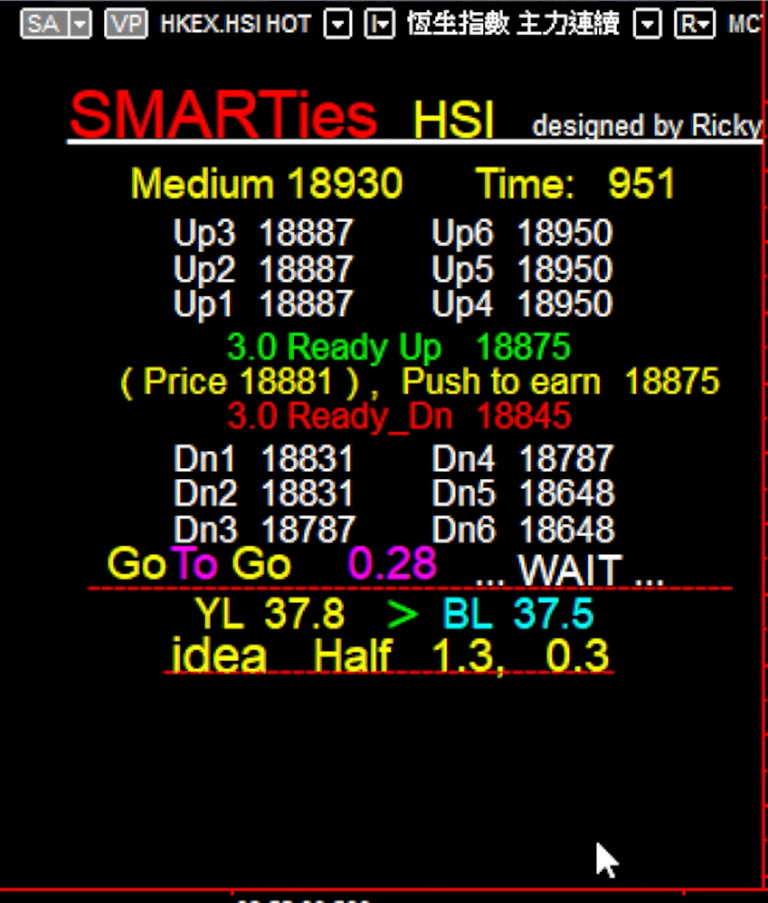 SA VP HKEX.HSI HOT I 恆生指數 主力連續 R MC
SMARTies HSI designed by Ricky
Medium 18930 Time: 951
Up3 18887 Up6 18950
Up2 18887 Up5 18950
Up1 18887 Up4 18950
3.0 Ready Up 18875
( Price 18881 ) , Push to earn 18875
3.0 Ready_Dn 18845
Dn1 18831 Dn4 18787
Dn2 18831 Dn5 18648
Dn3 18787 Dn6 18648
GoTo Go 0.28 ... WAIT ...
YL 37.8 > BL 37.5
idea Half 1.3, 0.3